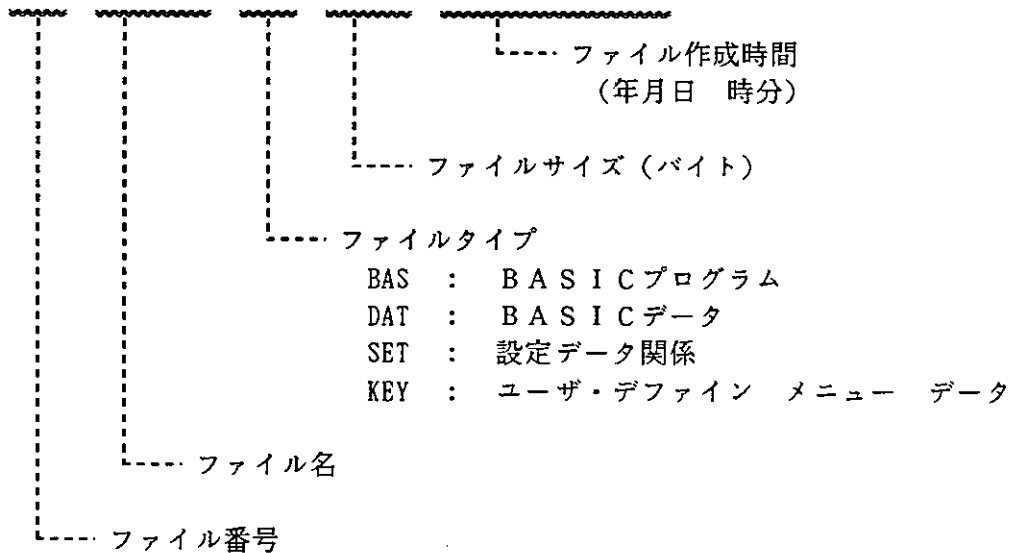 ファイル作成時間
(年月日 時分)
ファイルサイズ (バイト)
ファイルタイプ
BAS : BASICプログラム
DAT : BASICデータ
SET : 設定データ関係
KEY : ユーザ・デファイン メニュー データ
ファイル名
ファイル番号